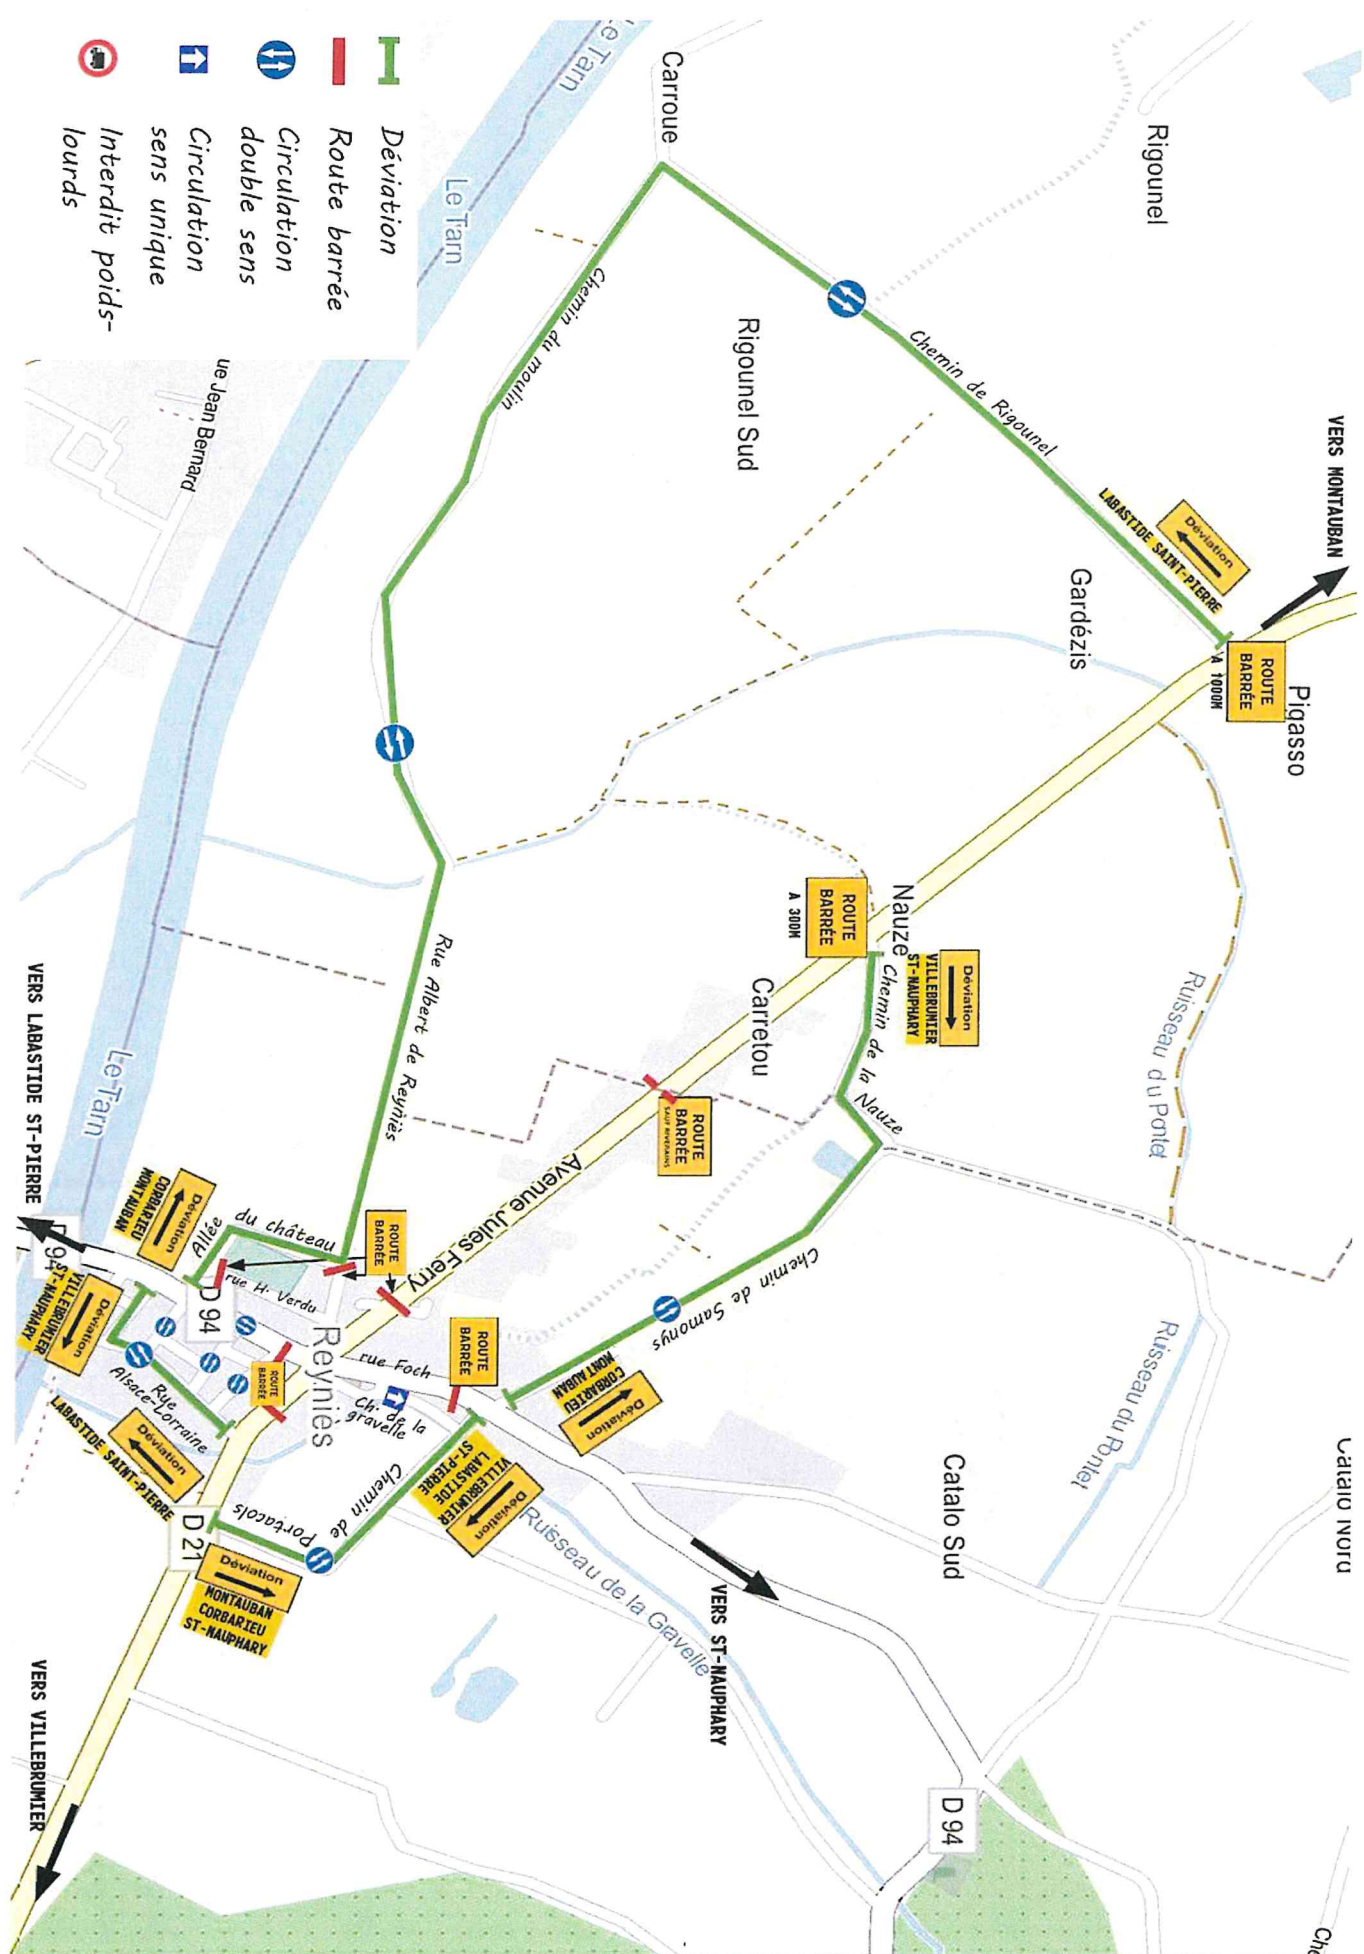 Le Tarn
Carroue
Rigounel
Déviation
Route barrée
Circulation
double sens
Circulation
sens unique
Interdit poids-
lourds
Le Tarn
Chemin du moulin
Rigounel Sud
Chemin de Rigounel
VERS MONTAUBAN
ue Jean Bernard
Déviation
LABASTIDE SAINT-PIERRE
Gardézis
ROUTE
BARRÉE
A 1000M
Pigasso
Nauze
ROUTE
BARRÉE
A 300M
Déviation
VILLEBRUMIER
ST-NAUPHARY
Chemin de la Nauze
Carretou
Ruisseau du Pontet
Rue Albert de Reyniès
ROUTE
BARRÉE
SAUF RIVERAINS
Avenue Jules Ferry
Le Tarn
VERS LABASTIDE ST-PIERRE
Déviation
CORBARIEU
MONTAUBAN
Allée du château
ROUTE
BARRÉE
rue H. Verdu
D 94
D 94
Déviation
VILLEBRUMIER
ST-NAUPHARY
Reyniès
rue Foch
ROUTE
BARRÉE
Chemin de Samonys
Déviation
CORBARIEU
MONTAUBAN
Ruisseau du Pontet
ROUTE
BARRÉE
Ch. de la
gravelle
Rue
Alsace-Lorraine
Déviation
LABASTIDE SAINT-PIERRE
Chemin de Portacols
Déviation
VILLEBRUMIER
LABASTIDE
ST-PIERRE
Catalo Sud
Catalo Nord
D 21
Déviation
MONTAUBAN
CORBARIEU
ST-NAUPHARY
Ruisseau de la Gravelle
VERS ST-NAUPHARY
VERS VILLEBRUMIER
D 94
Che